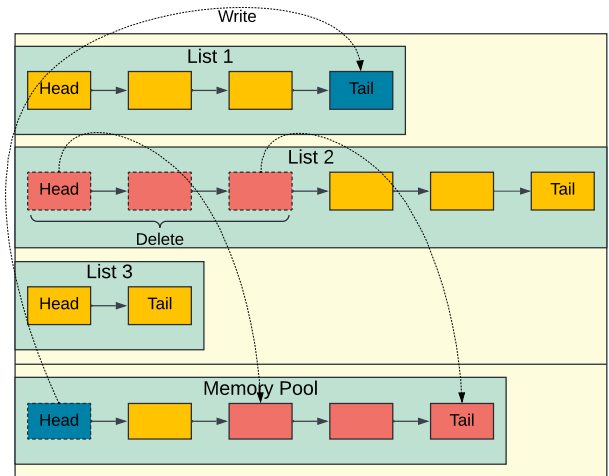 Write
List 1
Head
Tail
List 2
Head
Tail
Delete
List 3
Head
Tail
Memory Pool
Head
Tail